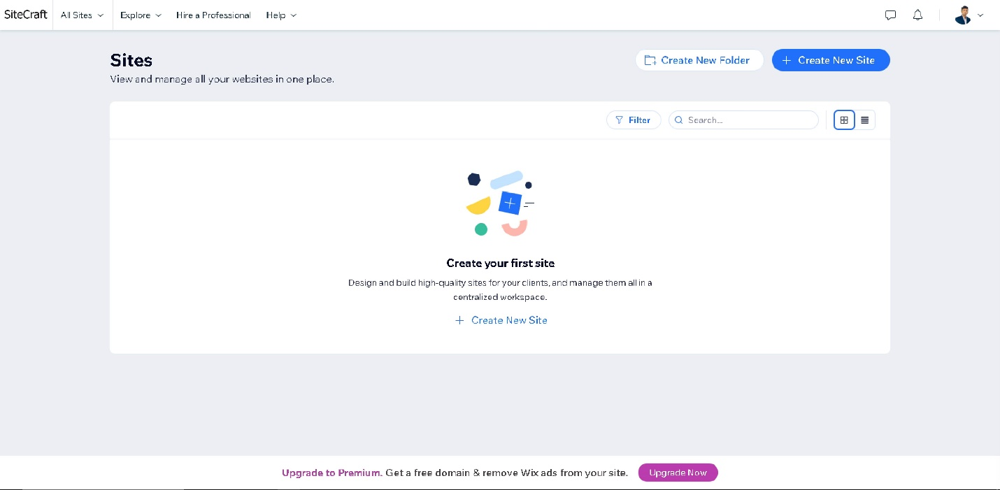 SiteCraft All Sites Explore Hire a Professional Help
Sites
Create New Folder
Create New Site
View and manage all your websites in one place.
Filter
Search...
Create your first site
Design and build high-quality sites for your clients, and manage them all in a
centralized workspace.
Create New Site
Upgrade to Premium. Get a free domain & remove Wix ads from your site. Upgrade Now